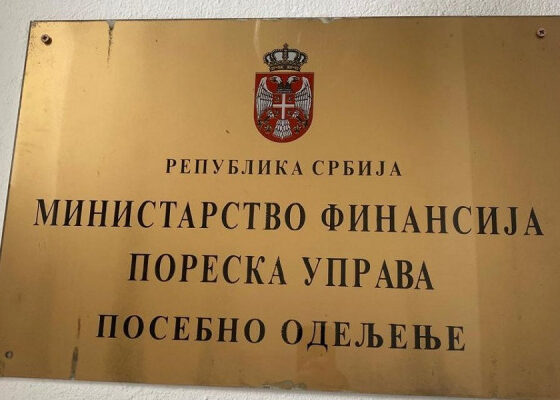 РЕПУБЛИКА СРБИЈА
МИНИСТАРСТВО ФИНАНСИЈА
ПОРЕСКА УПРАВА
ПОСЕБНО ОДЕЉЕЊЕ